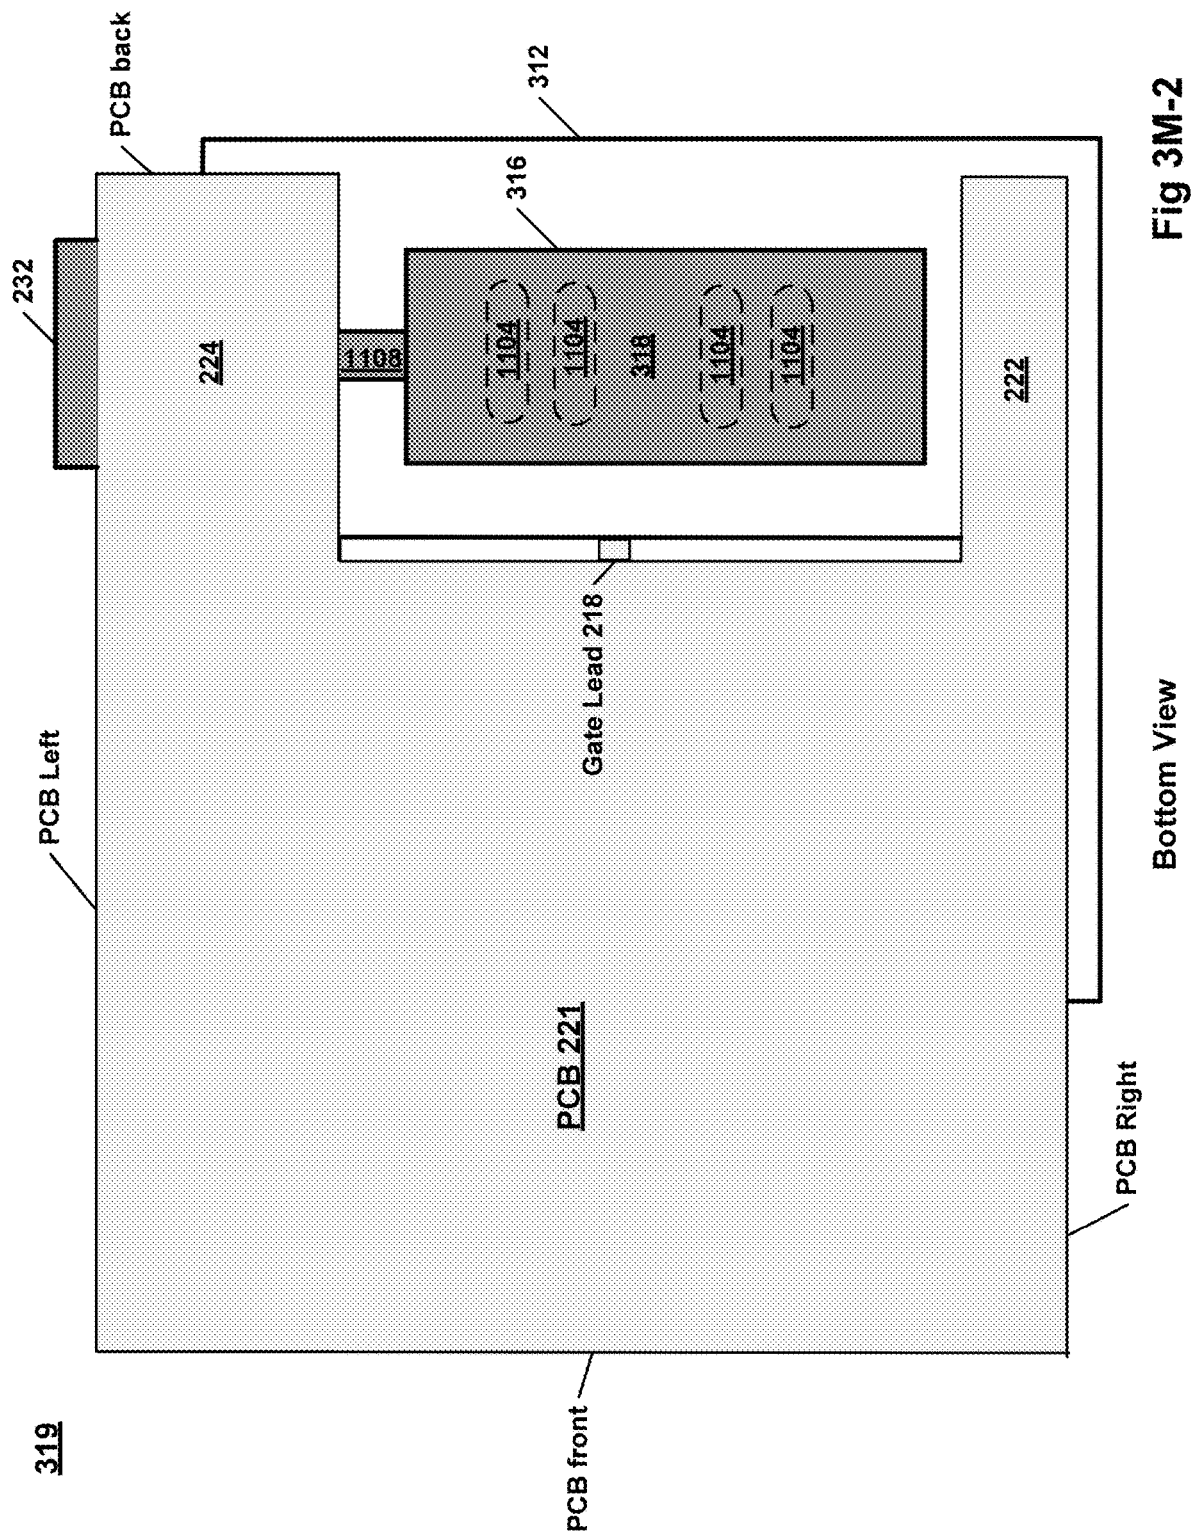 319
PCB front
PCB Left
PCB Right
PCB 221
Gate Lead 218
232
PCB back
224
1108
1104
1104
318
1104
1104
316
312
222
Bottom View
Fig 3M-2